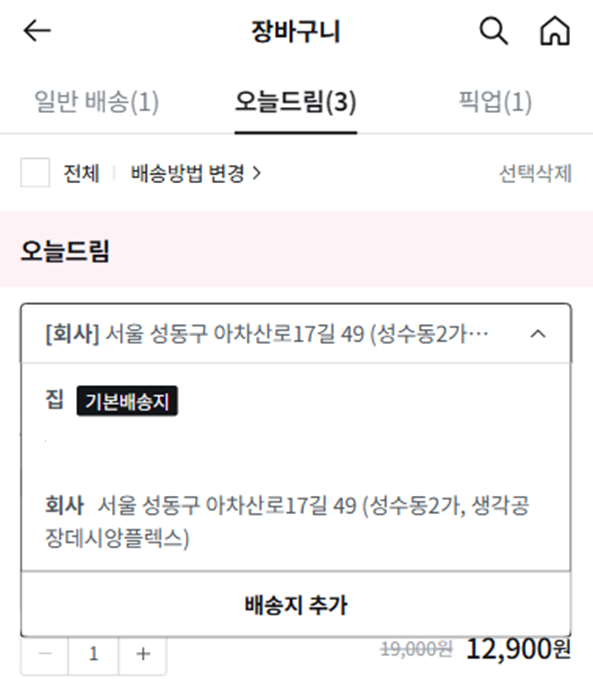 장바구니
일반 배송(1) 오늘드림(3) 픽업(1)
전체 배송방법 변경 > 선택삭제
오늘드림
[회사] 서울 성동구 아차산로17길 49 (성수동2가…
집 기본배송지
회사 서울 성동구 아차산로17길 49 (성수동2가, 생각공
장데시앙플렉스)
배송지 추가
− 1 + 19,000원 12,900원